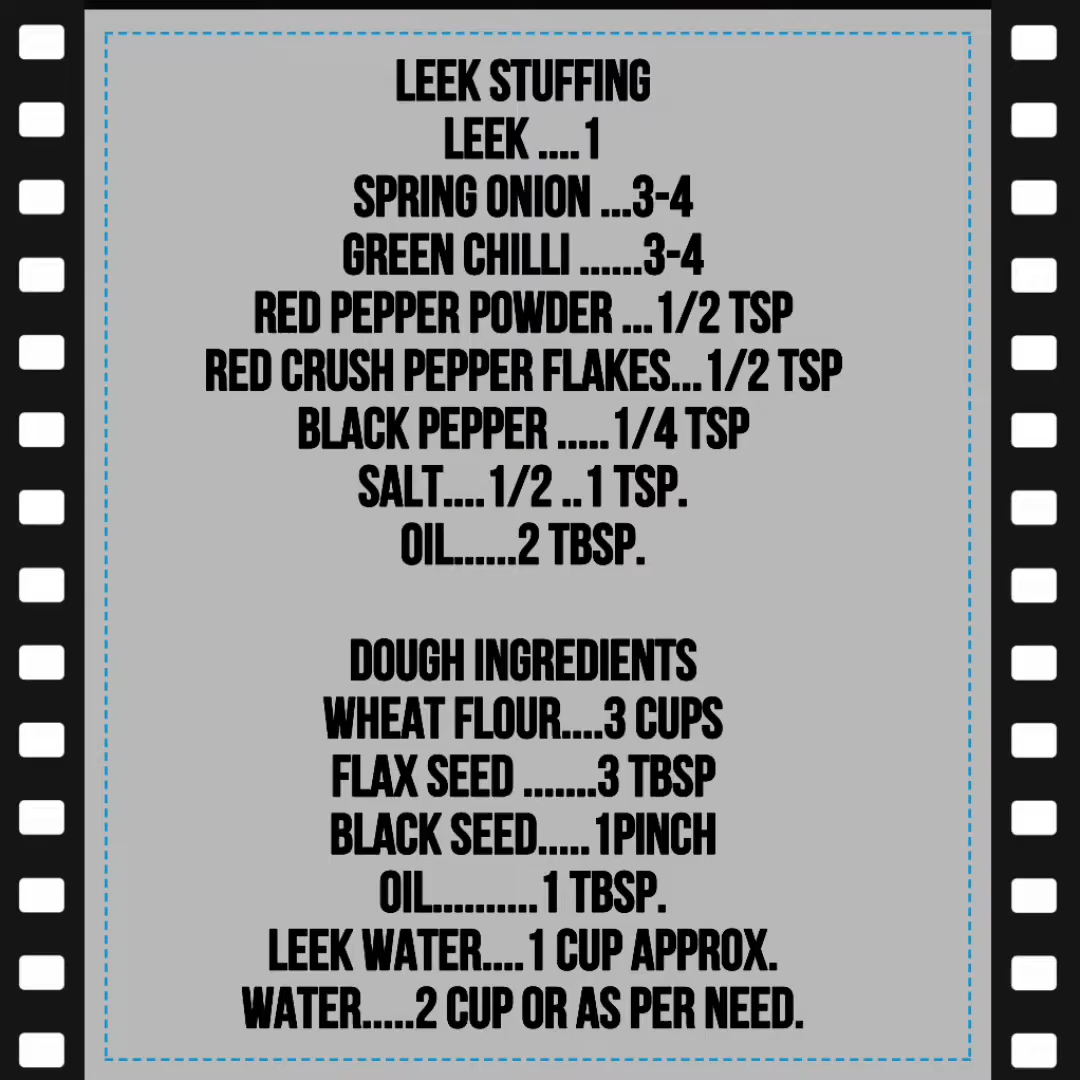 LEEK STUFFING
LEEK ....1
SPRING ONION ...3-4
GREEN CHILLI ......3-4
RED PEPPER POWDER ...1/2 TSP
RED CRUSH PEPPER FLAKES...1/2 TSP
BLACK PEPPER .....1/4 TSP
SALT....1/2 ..1 TSP.
OIL......2 TBSP.
DOUGH INGREDIENTS
WHEAT FLOUR....3 CUPS
FLAX SEED .......3 TBSP
BLACK SEED.....1PINCH
OIL..........1 TBSP.
LEEK WATER....1 CUP APPROX.
WATER.....2 CUP OR AS PER NEED.